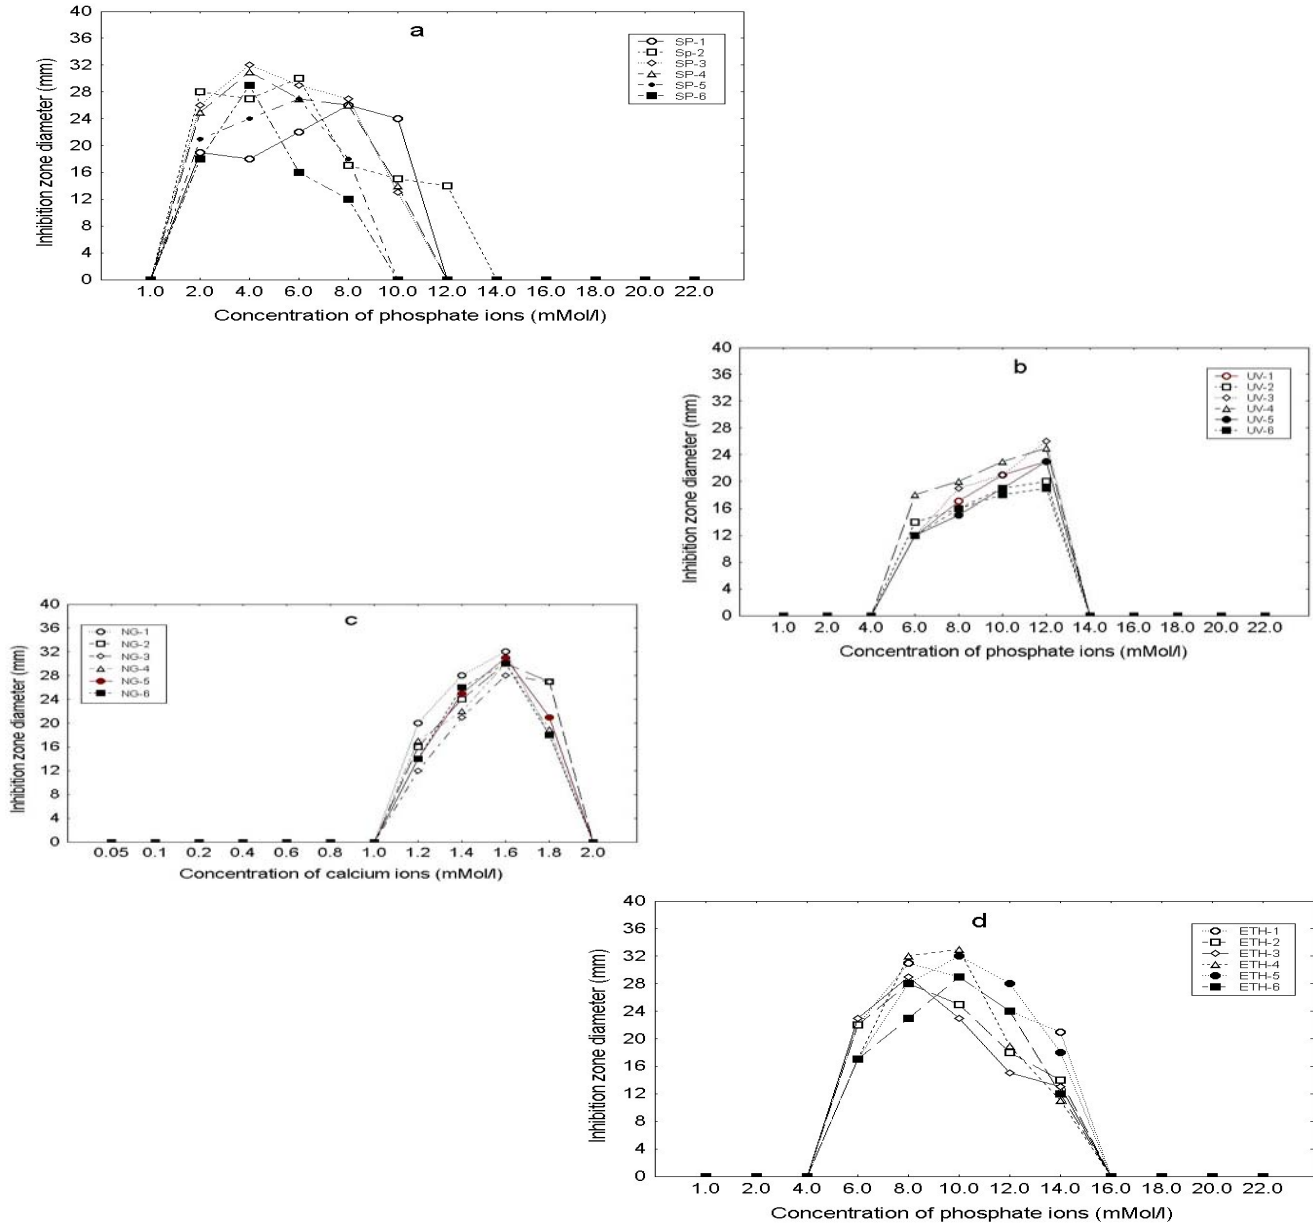 a
40
36
32
28
24
20
16
12
8
4
0
Inhibition zone diameter (mm)
SP-1
Sp-2
SP-3
SP-4
SP-5
SP-6
1.0 2.0 4.0 6.0 8.0 10.0 12.0 14.0 16.0 18.0 20.0 22.0
Concentration of phosphate ions (mMol/l)
b
40
36
32
28
24
20
16
12
8
4
0
Inhibition zone diameter (mm)
UV-1
UV-2
UV-3
UV-4
UV-5
UV-6
1.0 2.0 4.0 6.0 8.0 10.0 12.0 14.0 16.0 18.0 20.0 22.0
Concentration of phosphate ions (mMol/l)
c
40
36
32
28
24
20
16
12
8
4
0
Inhibition zone diameter (mm)
NG-1
NG-2
NG-3
NG-4
NG-5
NG-6
0.05 0.1 0.2 0.4 0.6 0.8 1.0 1.2 1.4 1.6 1.8 2.0
Concentration of calcium ions (mMol/l)
d
40
36
32
28
24
20
16
12
8
4
0
Inhibition zone diameter (mm)
ETH-1
ETH-2
ETH-3
ETH-4
ETH-5
ETH-6
1.0 2.0 4.0 6.0 8.0 10.0 12.0 14.0 16.0 18.0 20.0 22.0
Concentration of phosphate ions (mMol/l)